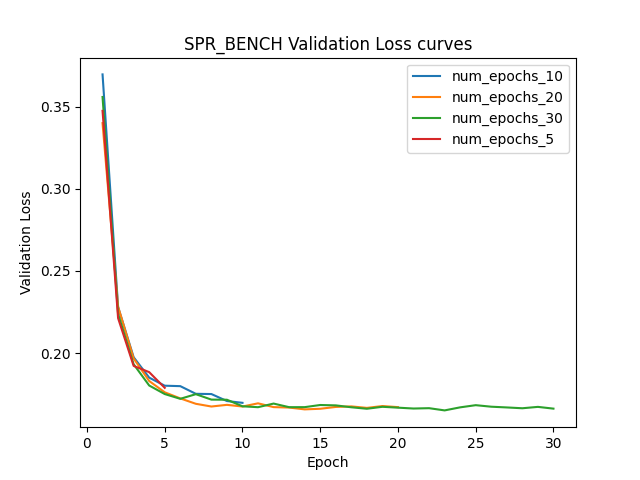 SPR_BENCH Validation Loss curves
num_epochs_10
num_epochs_20
num_epochs_30
num_epochs_5
Validation Loss
0.35
0.30
0.25
0.20
0
5
10
15
20
25
30
Epoch